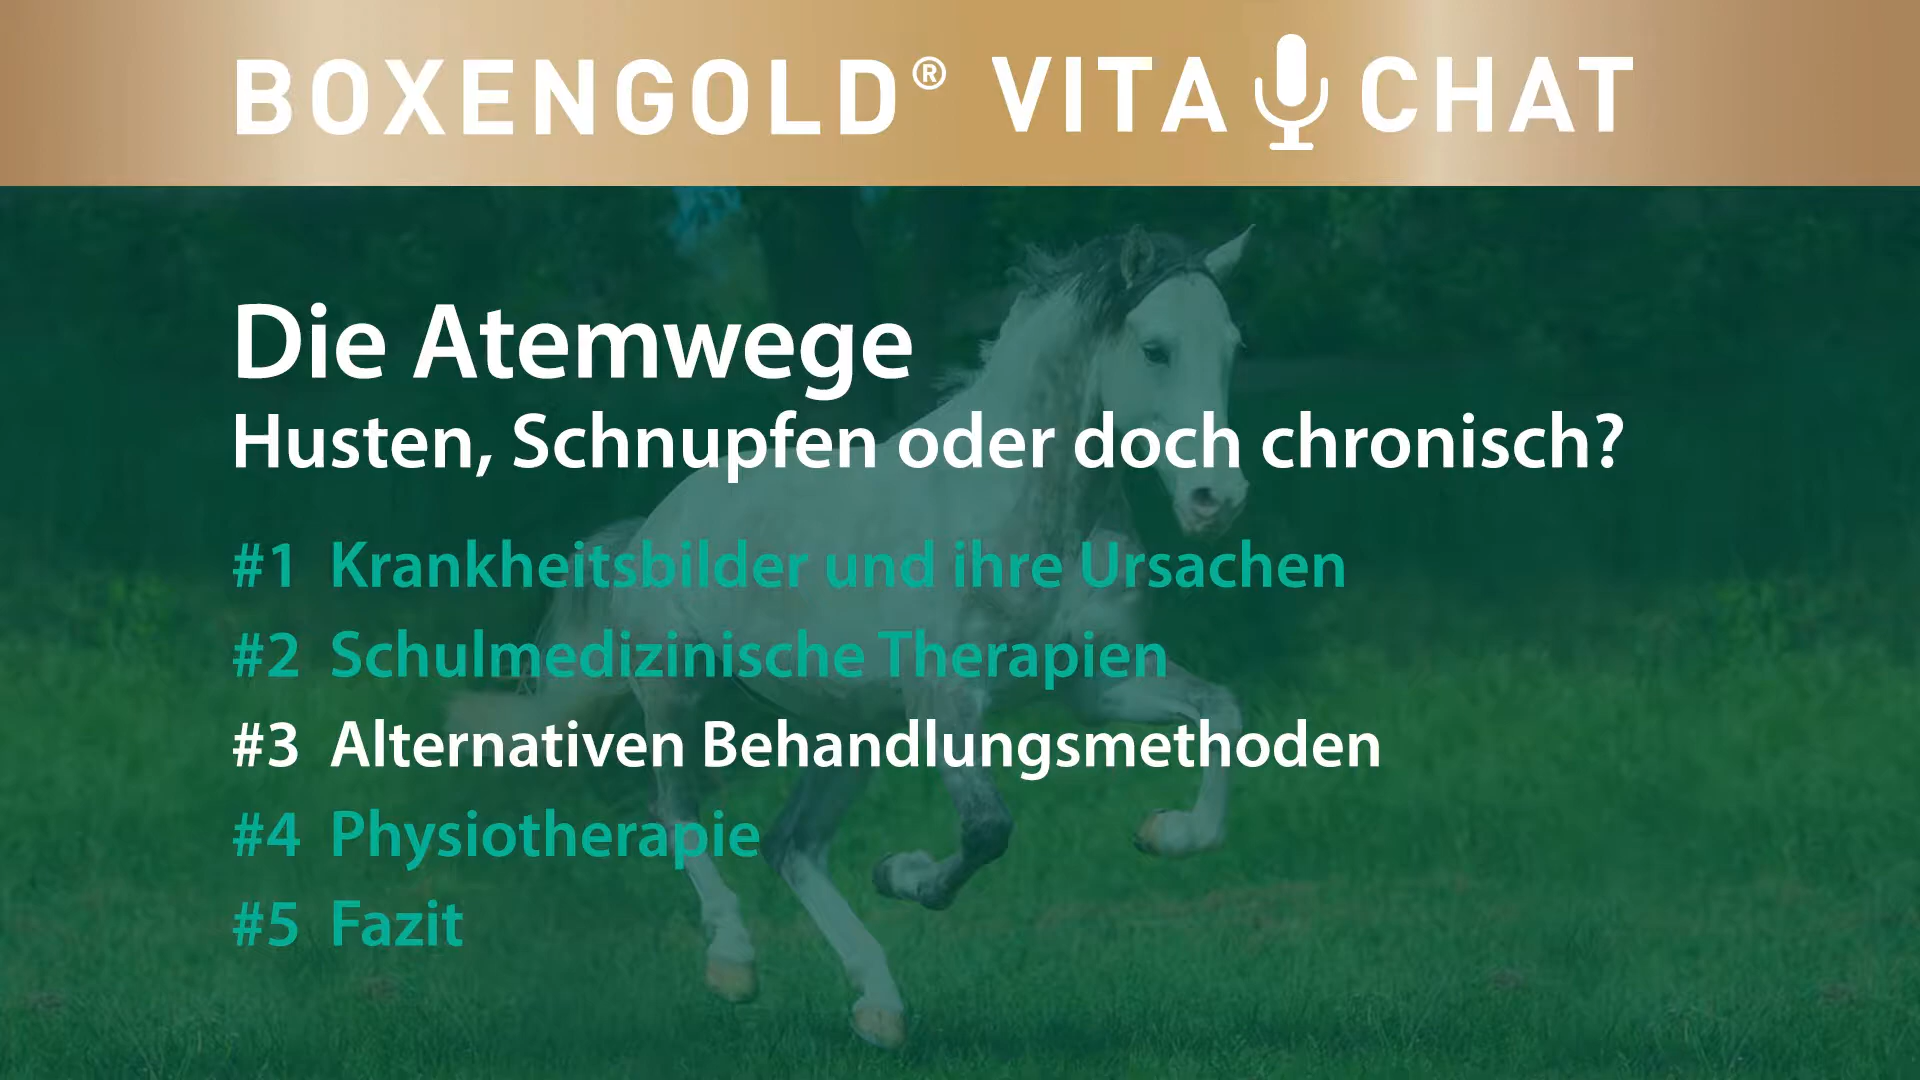 BOXENGOLD® VITA CHAT
Die Atemwege
Husten, Schnupfen oder doch chronisch?
#1 Krankheitsbilder und ihre Ursachen
#2 Schulmedizinische Therapien
#3 Alternativen Behandlungsmethoden
#4 Physiotherapie
#5 Fazit